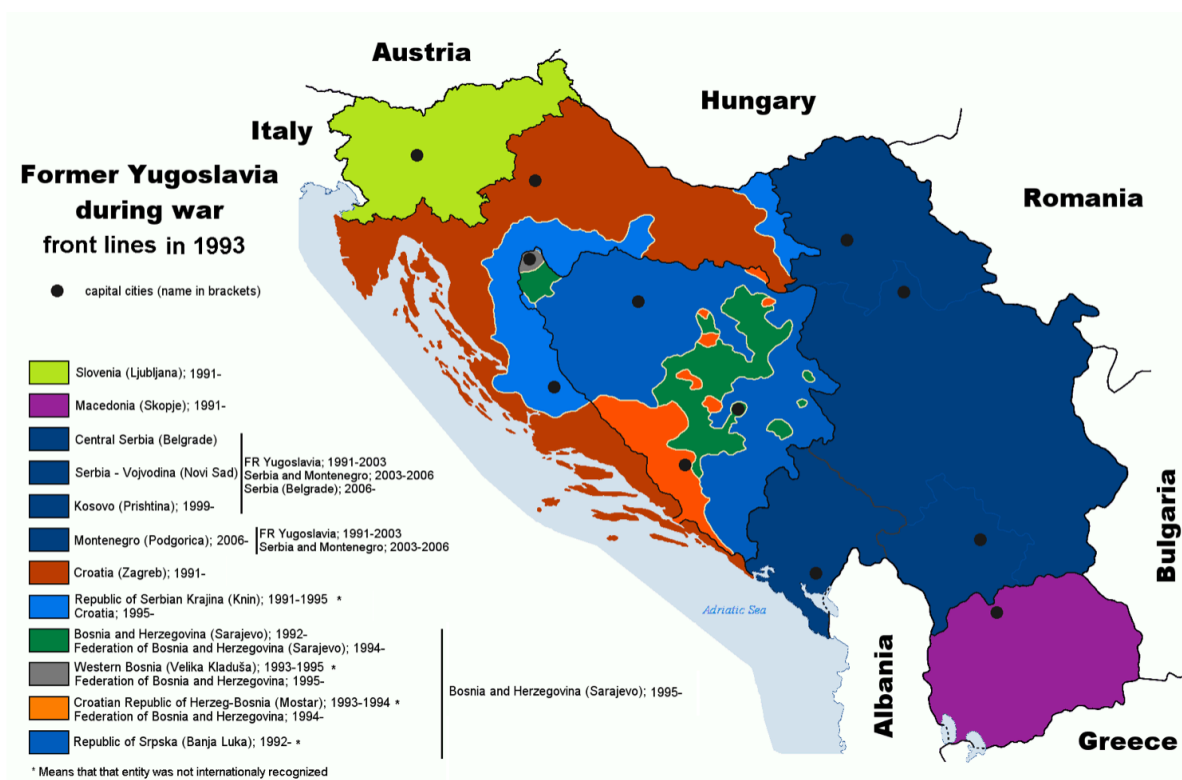 Austria
Hungary
Italy
Romania
Former Yugoslavia
during war
front lines in 1993
capital cities (name in brackets)
Slovenia (Ljubljana); 1991-
Macedonia (Skopje); 1991-
Central Serbia (Belgrade)
Serbia - Vojvodina (Novi Sad)
Kosovo (Prishtina); 1999-
FR Yugoslavia; 1991-2003
Serbia and Montenegro; 2003-2006
Serbia (Belgrade); 2006-
Montenegro (Podgorica); 2006-
FR Yugoslavia; 1991-2003
Serbia and Montenegro; 2003-2006
Croatia (Zagreb); 1991-
Republic of Serbian Krajina (Knin); 1991-1995 *
Croatia; 1995-
Bosnia and Herzegovina (Sarajevo); 1992-
Federation of Bosnia and Herzegovina (Sarajevo); 1994-
Western Bosnia (Velika Kladuša); 1993-1995 *
Federation of Bosnia and Herzegovina; 1995-
Croatian Republic of Herzeg-Bosnia (Mostar); 1993-1994 *
Federation of Bosnia and Herzegovina; 1994-
Republic of Srpska (Banja Luka); 1992- *
Bosnia and Herzegovina (Sarajevo); 1995-
* Means that that entity was not internationaly recognized
Adriatic Sea
Albania
Bulgaria
Greece